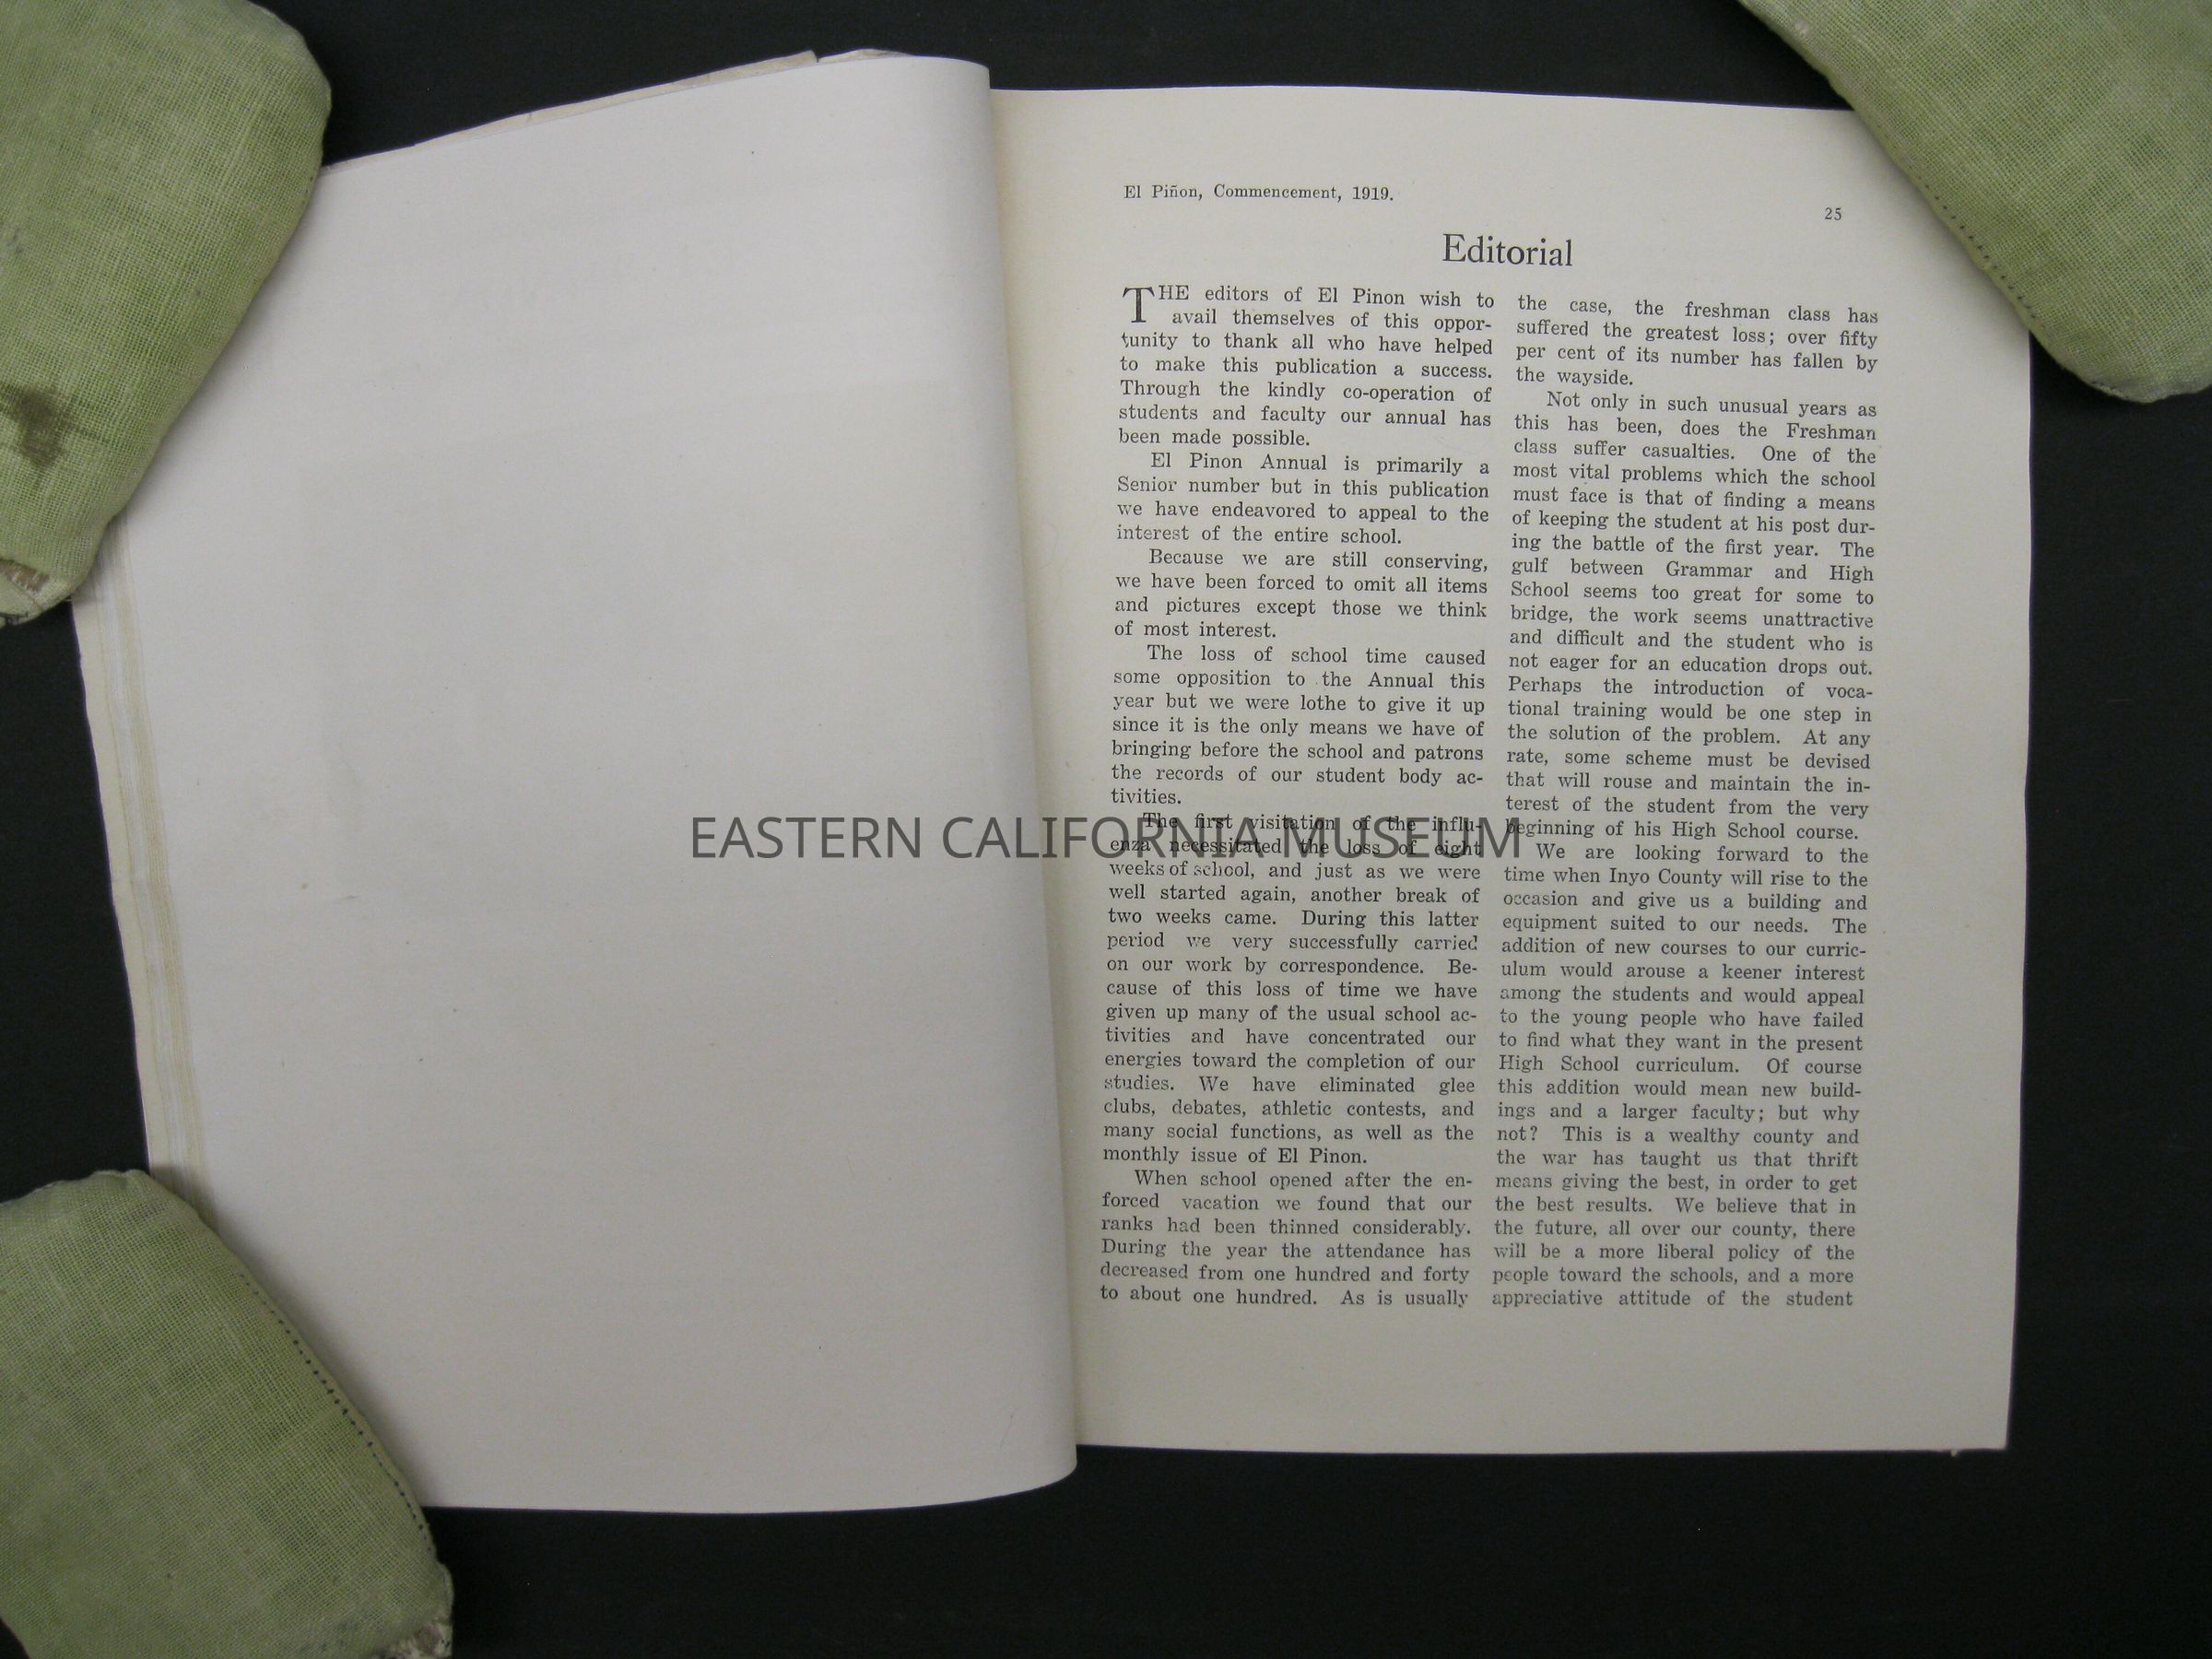 El Piñon, Commencement, 1919.
25
Editorial
THE editors of El Pinon wish to
avail themselves of this oppor-
tunity to thank all who have helped
to make this publication a success.
Through the kindly co-operation of
students and faculty our annual has
been made possible.
El Pinon Annual is primarily a
Senior number but in this publication
we have endeavored to appeal to the
interest of the entire school.
Because we are still conserving,
we have been forced to omit all items
and pictures except those we think
of most interest.
The loss of school time caused
some opposition to the Annual this
year but we were lothe to give it up
since it is the only means we have of
bringing before the school and patrons
the records of our student body ac-
tivities.
The first visitation of the influ-
enza necessitated the loss of eight
weeks of school, and just as we were
well started again, another break of
two weeks came. During this latter
period we very successfully carried
on our work by correspondence. Be-
cause of this loss of time we have
given up many of the usual school ac-
tivities and have concentrated our
energies toward the completion of our
studies. We have eliminated glee
clubs, debates, athletic contests, and
many social functions, as well as the
monthly issue of El Pinon.
When school opened after the en-
forced vacation we found that our
ranks had been thinned considerably.
During the year the attendance has
decreased from one hundred and forty
to about one hundred. As is usually
the case, the freshman class has
suffered the greatest loss; over fifty
per cent of its number has fallen by
the wayside.
Not only in such unusual years as
this has been, does the Freshman
class suffer casualties. One of the
most vital problems which the school
must face is that of finding a means
of keeping the student at his post dur-
ing the battle of the first year. The
gulf between Grammar and High
School seems too great for some to
bridge, the work seems unattractive
and difficult and the student who is
not eager for an education drops out.
Perhaps the introduction of voca-
tional training would be one step in
the solution of the problem. At any
rate, some scheme must be devised
that will rouse and maintain the in-
terest of the student from the very
beginning of his High School course.
We are looking forward to the
time when Inyo County will rise to the
occasion and give us a building and
equipment suited to our needs. The
addition of new courses to our curric-
ulum would arouse a keener interest
among the students and would appeal
to the young people who have failed
to find what they want in the present
High School curriculum. Of course
this addition would mean new build-
ings and a larger faculty; but why
not? This is a wealthy county and
the war has taught us that thrift
means giving the best, in order to get
the best results. We believe that in
the future, all over our county, there
will be a more liberal policy of the
people toward the schools, and a more
appreciative attitude of the student
EASTERN CALIFORNIA MUSEUM